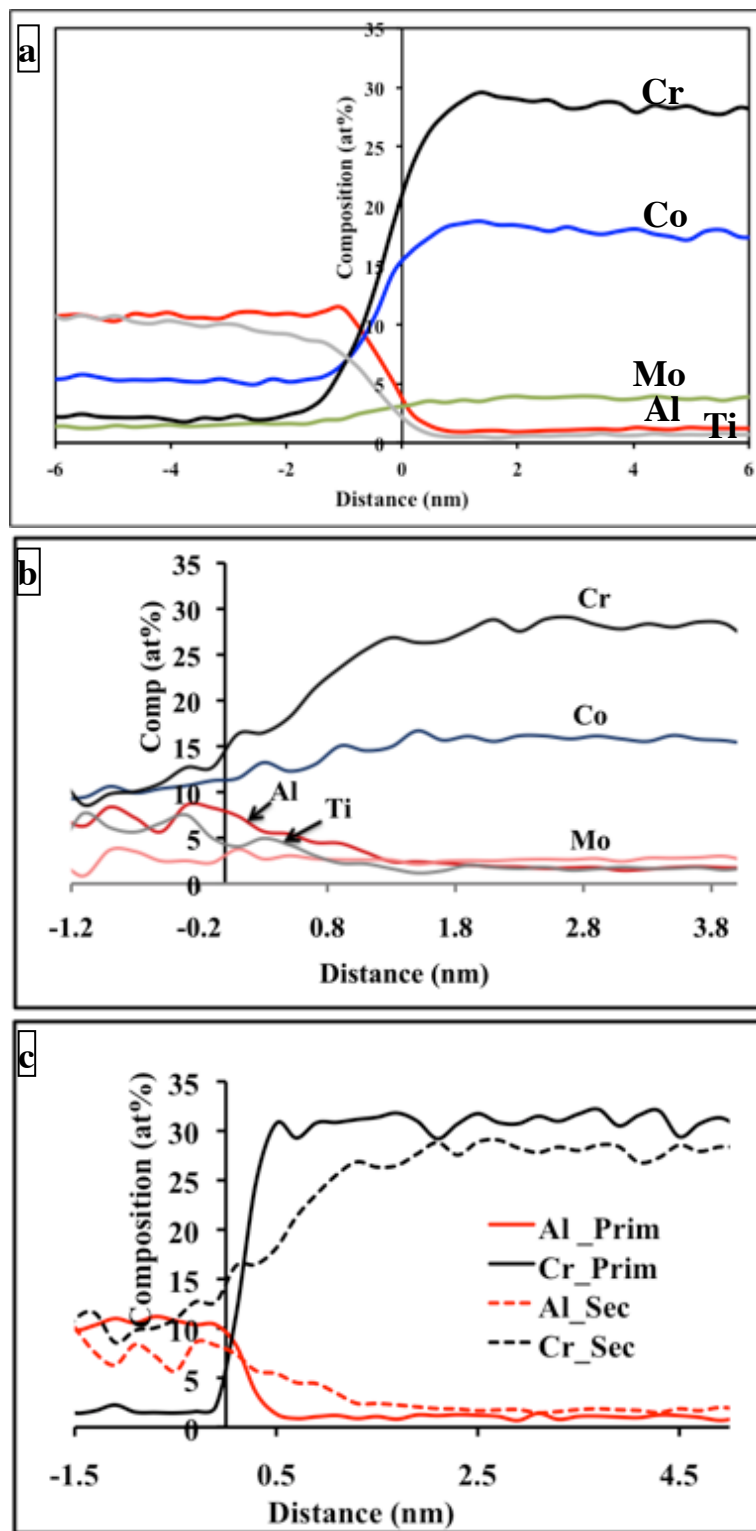 a
35
30
25
20
15
10
5
0
Composition (at%)
Cr
Co
Mo
Al
Ti
-6
-4
-2
0
2
4
6
Distance (nm)
b
35
30
25
20
15
10
5
0
Comp (at%)
Cr
Co
Al
Ti
Mo
-1.2
-0.2
0.8
1.8
2.8
3.8
Distance (nm)
c
35
30
25
20
15
10
5
0
Composition (at%)
Al _Prim
Cr_Prim
Al_Sec
Cr_Sec
-1.5
0.5
2.5
4.5
Distance (nm)